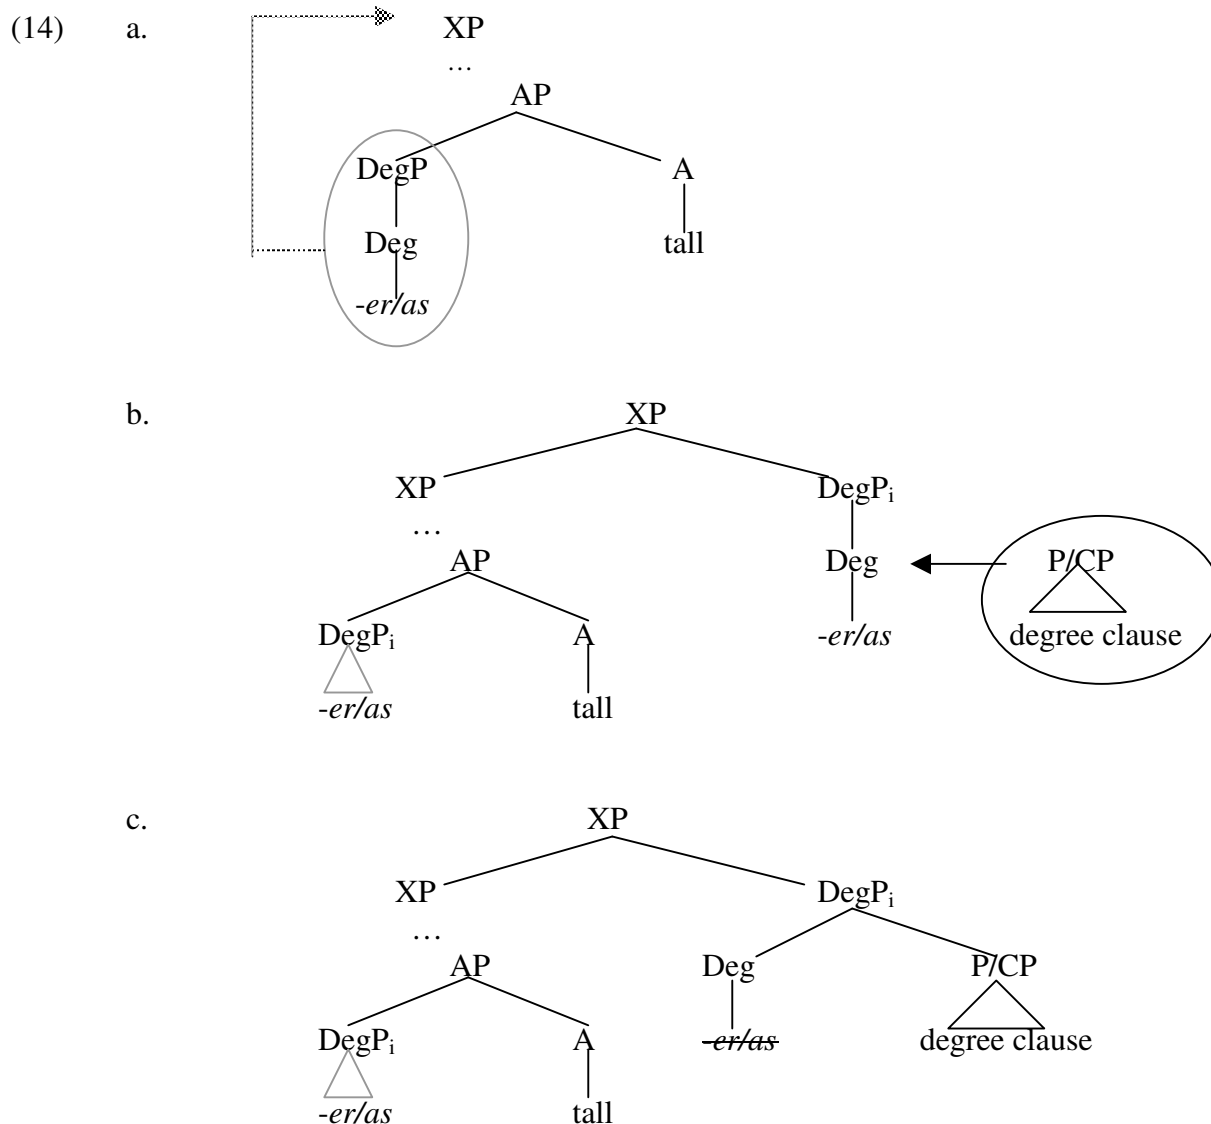 (14) a. XP
…
AP
DegP A
Deg tall
-er/as
b. XP
XP DegPi
…
AP Deg P/CP
DegPi A -er/as degree clause
-er/as tall
c. XP
XP DegPi
…
AP Deg P/CP
DegPi A -er/as degree clause
-er/as tall